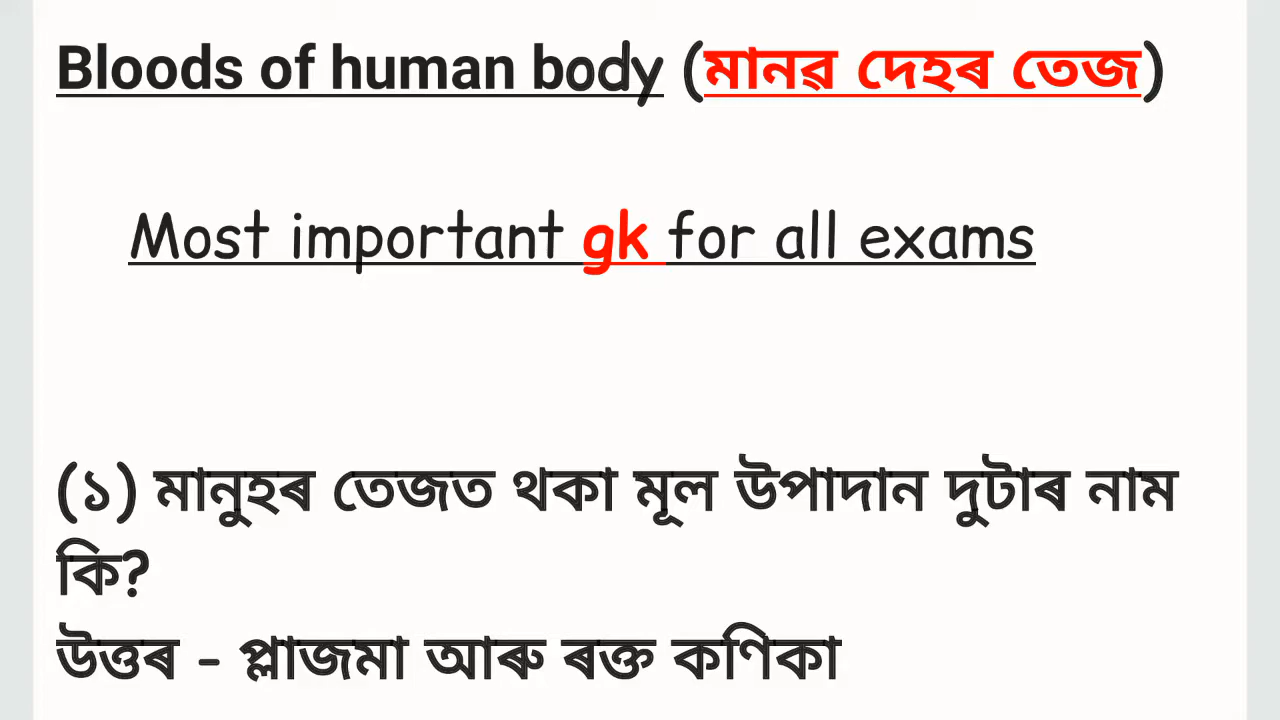 Bloods of human body (মানৱ দেহৰ তেজ)
Most important gk for all exams
(১) মানুহৰ তেজত থকা মূল উপাদান দুটাৰ নাম
কি?
উত্তৰ - প্লাজমা আৰু ৰক্ত কণিকা